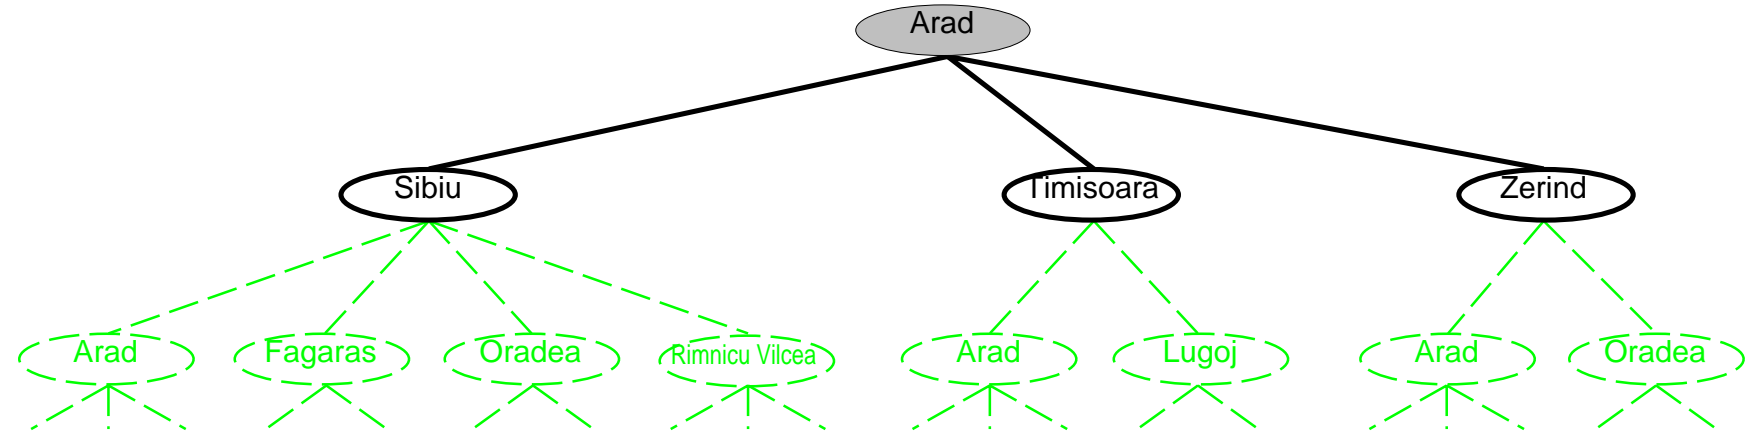 Arad
Sibiu
Timisoara
Zerind
Arad
Fagaras
Oradea
Rimnicu Vilcea
Arad
Lugoj
Arad
Oradea